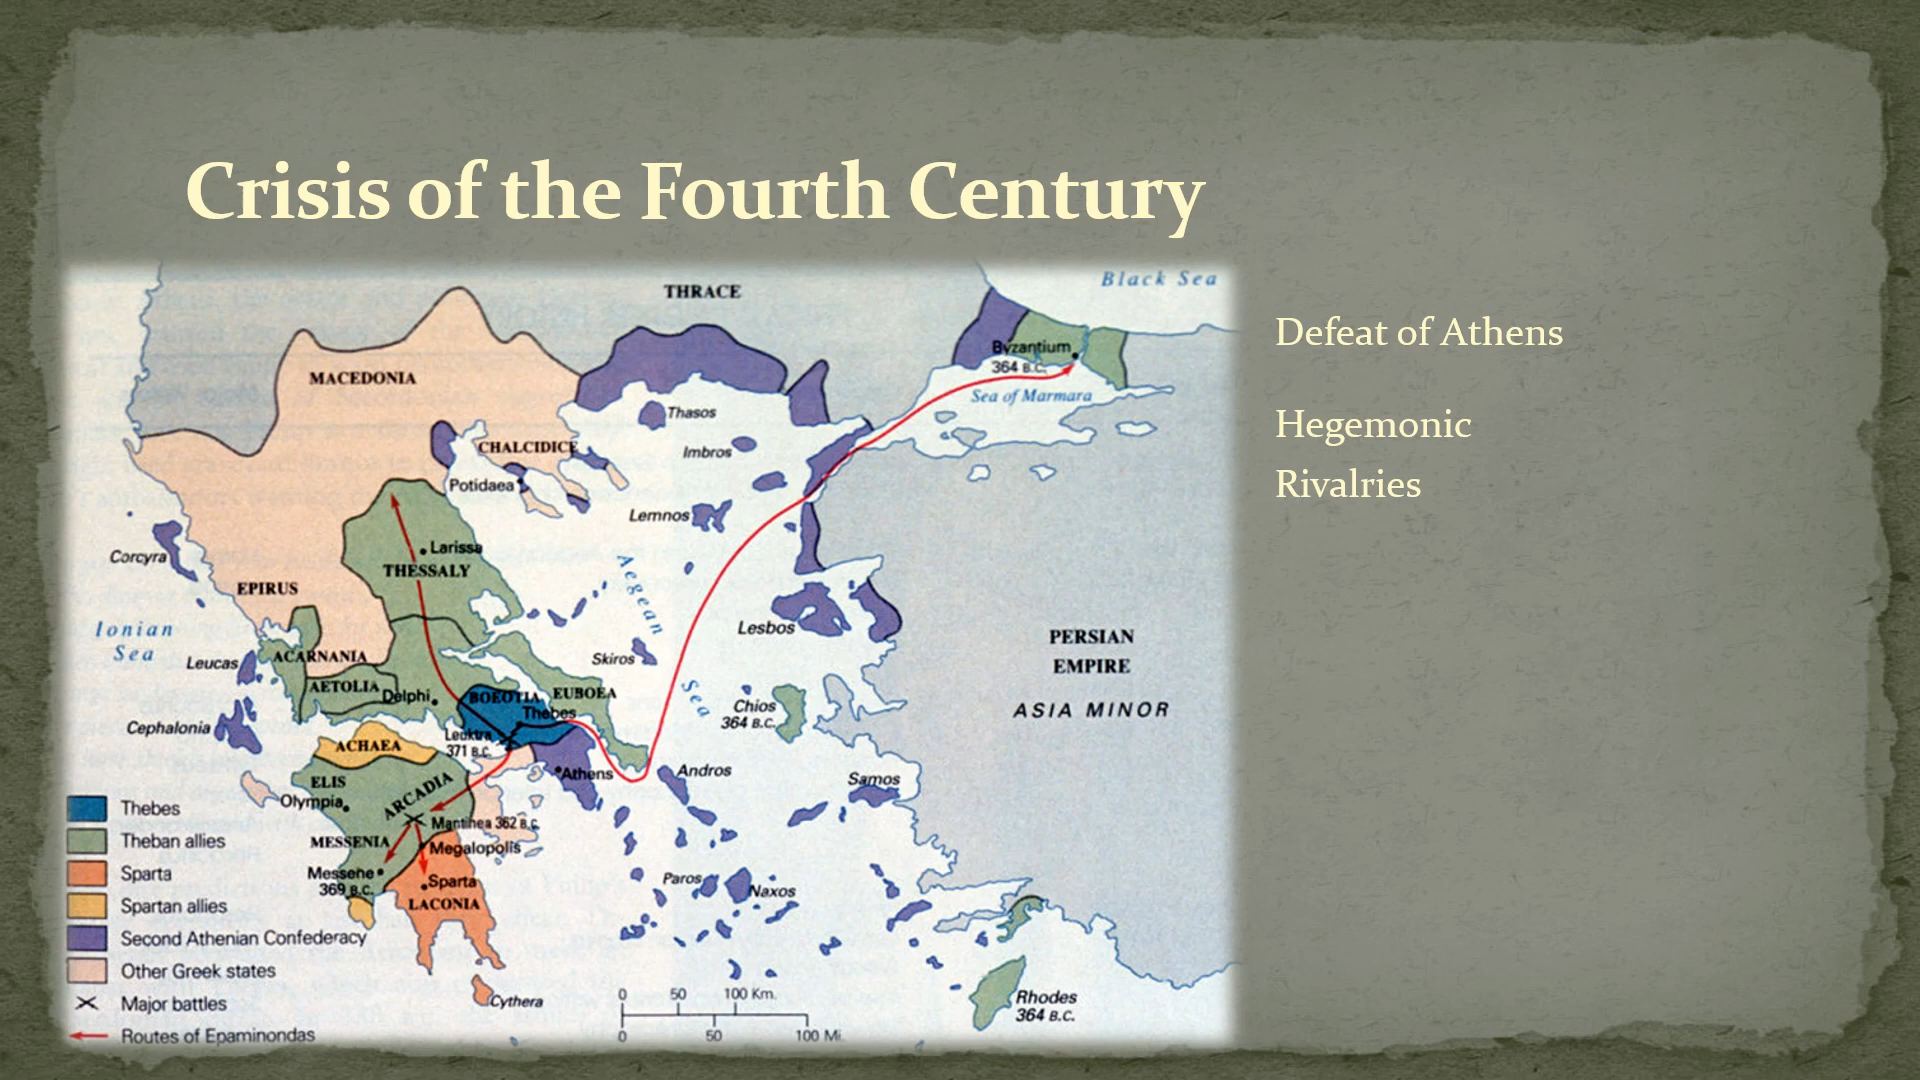 Crisis of the Fourth Century
Defeat of Athens
Hegemonic
Rivalries
THRACE
Black Sea
MACEDONIA
Byzantium
364 B.C.
Sea of Marmara
Thasos
CHALCIDICE
Imbros
Potidaea
Lemnos
Corcyra
Larissa
THESSALY
EPIRUS
Aegean
Sea
Ionian
Sea
Lesbos
PERSIAN
EMPIRE
ASIA MINOR
Leucas
ACARNANIA
Skiros
AETOLIA
Delphi
BOEOTIA
EUBOEA
Thebes
Chios
364 B.C.
Cephalonia
Leuktra
371 B.C.
ACHAEA
Athens
Andros
Samos
ELIS
Olympia
ARCADIA
Mantinea 362 B.C.
MESSENIA
Megalopolis
Messene
369 B.C.
Sparta
LACONIA
Paros
Naxos
Cythera
Rhodes
364 B.C.
Thebes
Theban allies
Sparta
Spartan allies
Second Athenian Confederacy
Other Greek states
Major battles
Routes of Epaminondas
0 50 100 Km.
0 50 100 Mi.